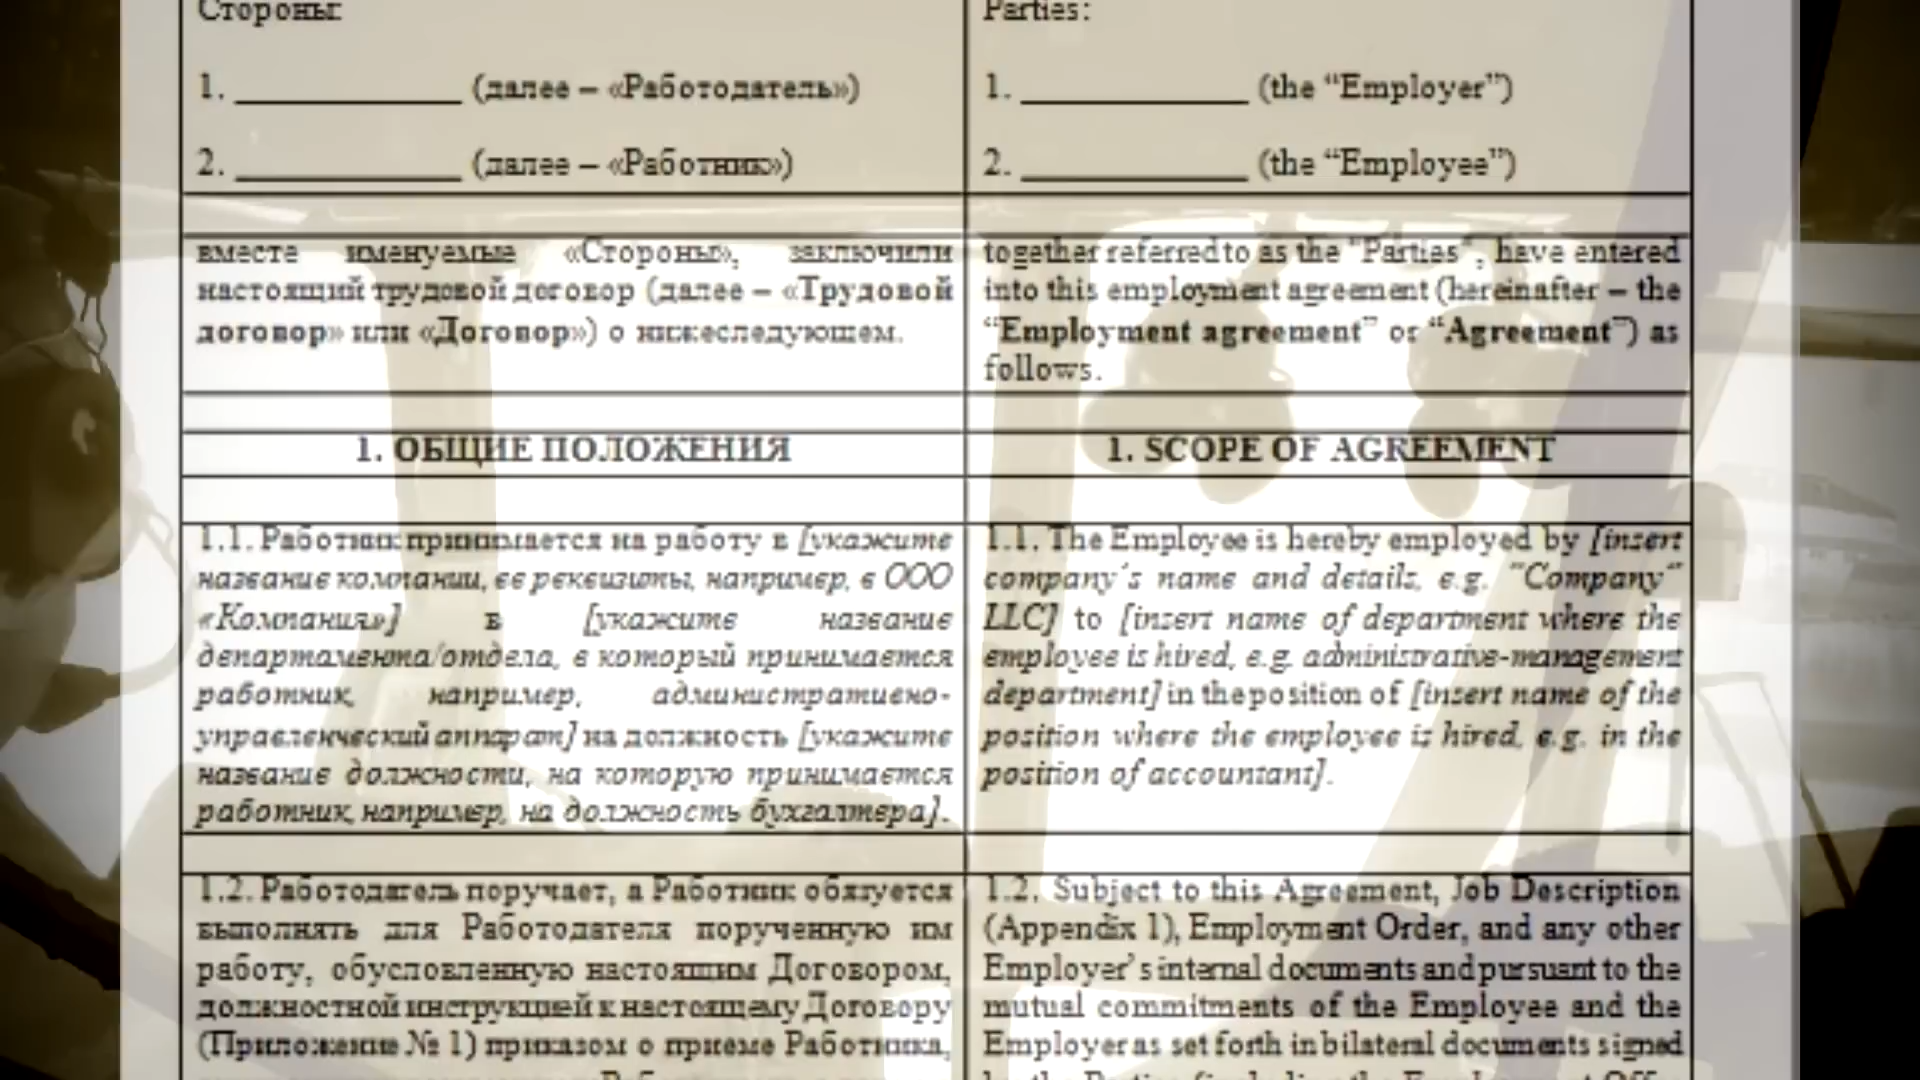 Стороны:
1. ____________ (далее – «Работодатель»)
2. ____________ (далее – «Работник»)
вместе именуемые «Стороны», заключили
настоящий трудовой договор (далее – «Трудовой
договор» или «Договор») о нижеследующем.
1. ОБЩИЕ ПОЛОЖЕНИЯ
1.1. Работник принимается на работу в [укажите
название компании, ее реквизиты, например, в ООО
«Компания»] в [укажите название
департамента/отдела, в который принимается
работник, например, административно-
управленческий аппарат] на должность [укажите
название должности, на которую принимается
работник, например, на должность бухгалтера].
1.2. Работодатель поручает, а Работник обязуется
выполнять для Работодателя порученную им
работу, обусловленную настоящим Договором,
должностной инструкцией к настоящему Договору
(Приложение № 1) приказом о приеме Работника,
Parties:
1. ____________ (the “Employer”)
2. ____________ (the “Employee”)
together referred to as the “Parties”, have entered
into this employment agreement (hereinafter – the
“Employment agreement” or “Agreement”) as
follows.
1. SCOPE OF AGREEMENT
1.1. The Employee is hereby employed by [insert
company's name and details, e.g. “Company”
LLC] to [insert name of department where the
employee is hired, e.g. administrative-management
department] in the position of [insert name of the
position where the employee is hired, e.g. in the
position of accountant].
1.2. Subject to this Agreement, Job Description
(Appendix 1), Employment Order, and any other
Employer’s internal documents and pursuant to the
mutual commitments of the Employee and the
Employer as set forth in bilateral documents signed